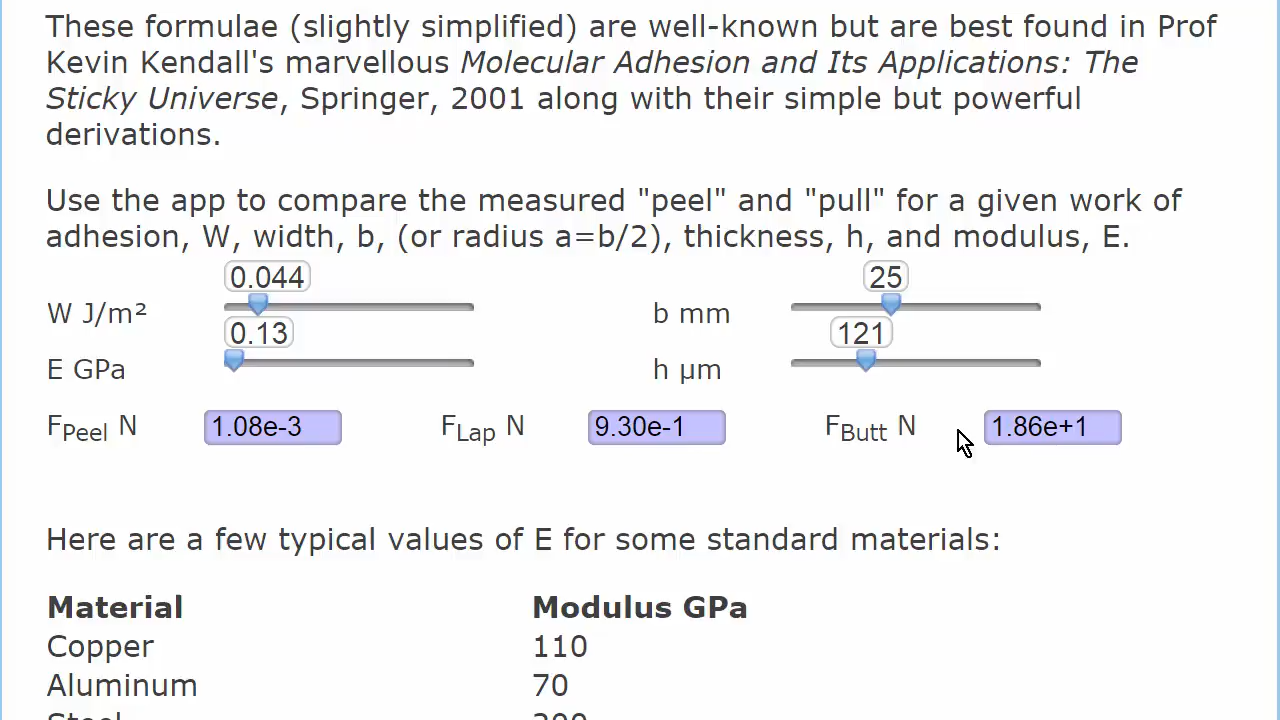 These formulae (slightly simplified) are well-known but are best found in Prof
Kevin Kendall's marvellous Molecular Adhesion and Its Applications: The
Sticky Universe, Springer, 2001 along with their simple but powerful
derivations.
Use the app to compare the measured "peel" and "pull" for a given work of
adhesion, W, width, b, (or radius a=b/2), thickness, h, and modulus, E.
W J/m² 0.044 b mm 25
E GPa 0.13 h µm 121
FPeel N 1.08e-3 FLap N 9.30e-1 FButt N 1.86e+1
Here are a few typical values of E for some standard materials:
Material Modulus GPa
Copper 110
Aluminum 70
Steel 200